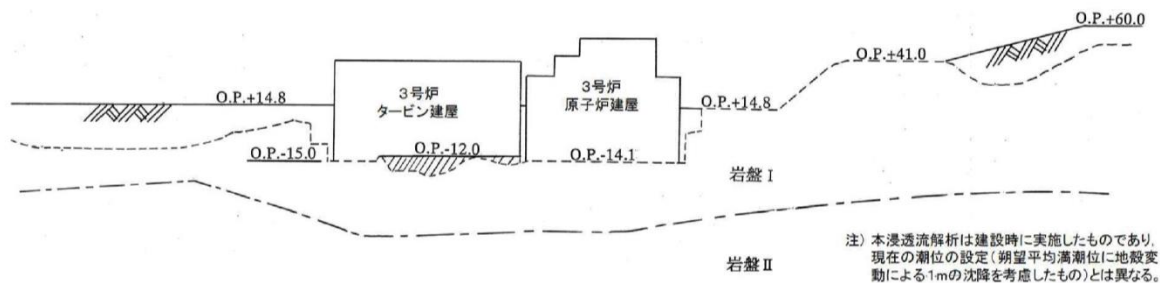 O.P.+60.0
O.P.+41.0
3号炉
タービン建屋
3号炉
原子炉建屋
O.P.+14.8
O.P.+14.8
O.P.-15.0
O.P.-12.0
O.P.-14.1
岩盤Ⅰ
岩盤Ⅱ
注）本浸透流解析は建設時に実施したものであり、
現在の潮位の設定（朔望平均満潮位に地殻変
動による1mの沈降を考慮したもの）とは異なる。